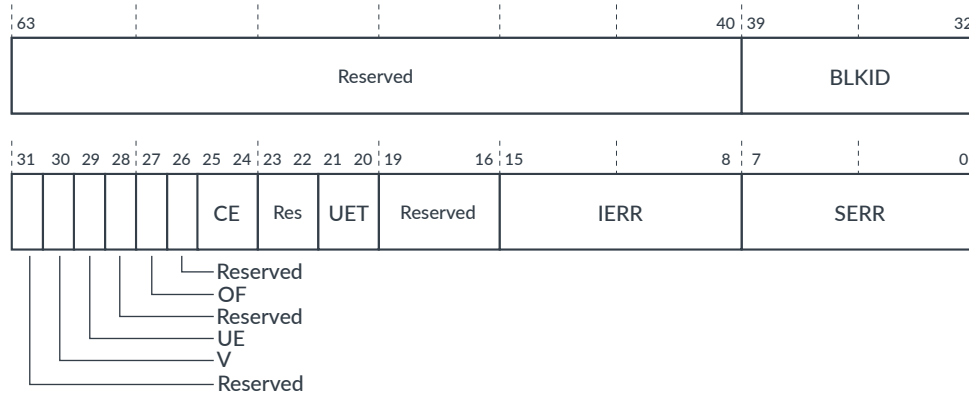 63 40 39 32
Reserved BLKID
31 30 29 28 27 26 25 24 23 22 21 20 19 16 15 8 7 0
CE Res UET Reserved IERR SERR
Reserved
OF
Reserved
UE
V
Reserved